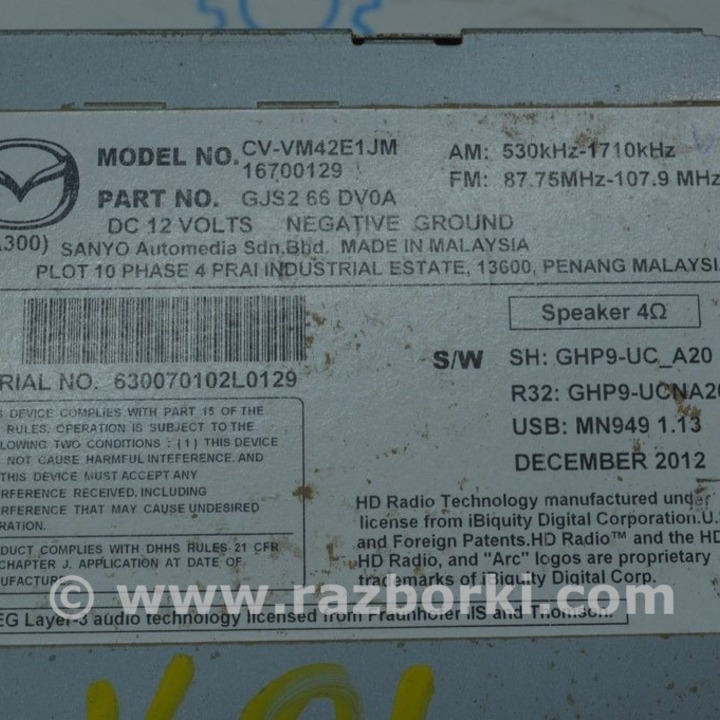 MODEL NO. CV-VM42E1JM
16700129
AM: 530kHz-1710kHz
FM: 87.75MHz-107.9 MHz
PART NO. GJS2 66 DV0A
DC 12 VOLTS NEGATIVE GROUND
A300) SANYO Automedia Sdn.Bhd. MADE IN MALAYSIA
PLOT 10 PHASE 4 PRAI INDUSTRIAL ESTATE, 13600, PENANG MALAYSIA
Speaker 4Ω
S/W SH: GHP9-UC_A20
R32: GHP9-UCNA20
USB: MN949 1.13
DECEMBER 2012
ERIAL NO. 630070102L0129
S DEVICE COMPLIES WITH PART 15 OF THE
RULES. OPERATION IS SUBJECT TO THE
LOWING TWO CONDITIONS : (1) THIS DEVICE
NOT CAUSE HARMFUL INTEFERENCE. AND
THIS DEVICE MUST ACCEPT ANY
RFERENCE RECEIVED, INCLUDING
RFERENCE THAT MAY CAUSE UNDESIRED
RATION.
DUCT COMPLIES WITH DHHS RULES 21 CFR
CHAPTER J. APPLICATION AT DATE OF
UFACTURE.
HD Radio Technology manufactured under
license from iBiquity Digital Corporation.U.S
and Foreign Patents.HD Radio™ and the HD,
HD Radio, and "Arc" logos are proprietary
trademarks of iBiquity Digital Corp.
© www.razborki.com
EG Layer-3 audio technology licensed from Fraunhofer IIS and Thomson.